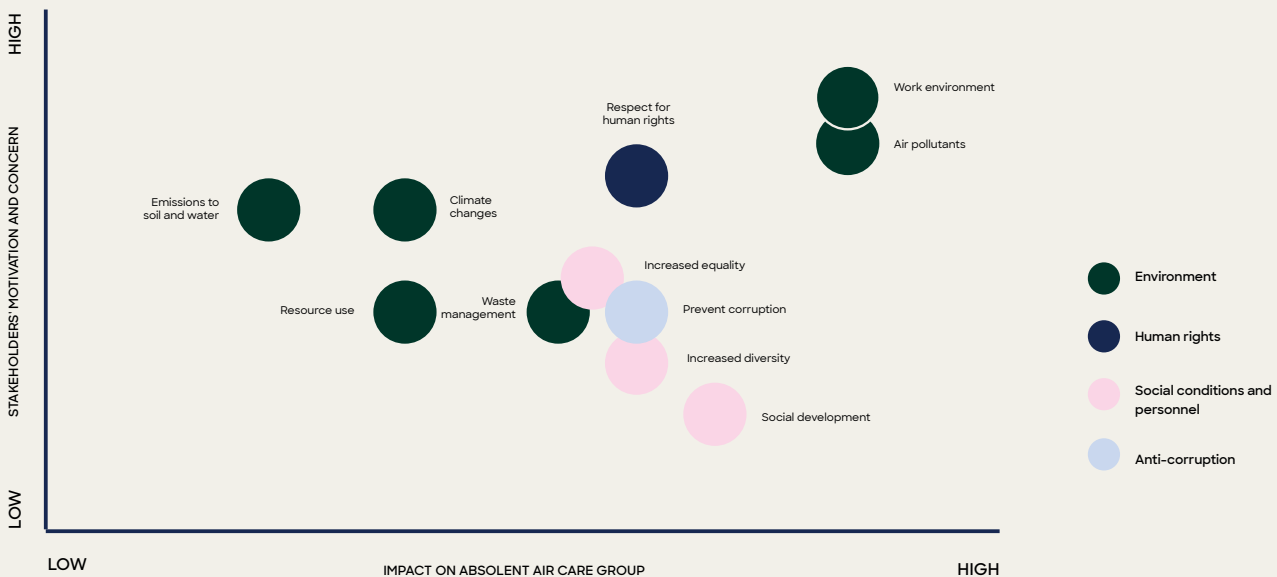 HIGH
STAKEHOLDERS' MOTIVATION AND CONCERN
LOW
Work environment
Respect for
human rights
Air pollutants
Emissions to
soil and water
Climate
changes
Increased equality
Resource use
Waste
management
Prevent corruption
Increased diversity
Social development
Environment
Human rights
Social conditions and
personnel
Anti-corruption
LOW
IMPACT ON ABSOLENT AIR CARE GROUP
HIGH